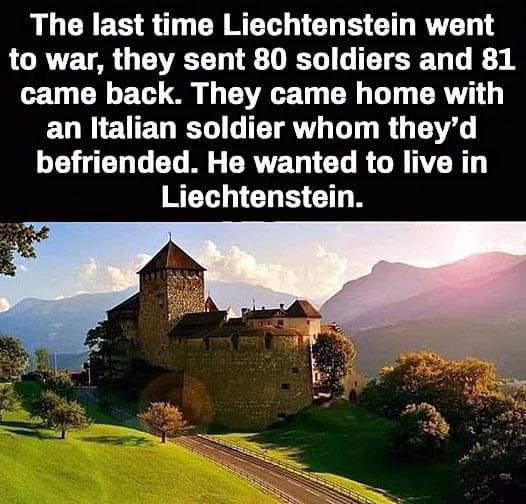 The last time Liechtenstein went
to war, they sent 80 soldiers and 81
came back. They came home with
an Italian soldier whom they'd
befriended. He wanted to live in
Liechtenstein.